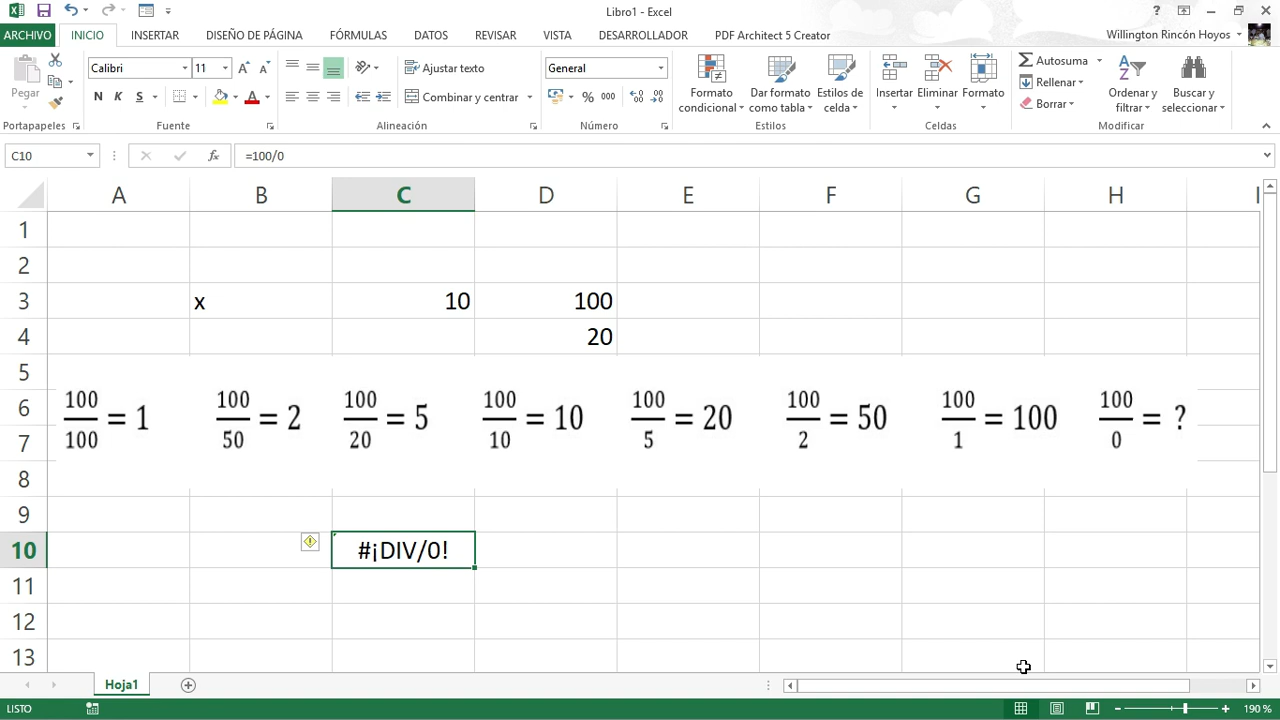 Libro1 - Excel
ARCHIVO INICIO INSERTAR DISEÑO DE PÁGINA FÓRMULAS DATOS REVISAR VISTA DESARROLLADOR PDF Architect 5 Creator Willington Rincón Hoyos
Pegar
Calibri 11
N K S
Ajustar texto
Combinar y centrar
General
% 000
Formato condicional
Dar formato como tabla
Estilos de celda
Insertar Eliminar Formato
Autosuma
Rellenar
Borrar
Ordenar y filtrar
Buscar y seleccionar
Portapapeles Fuente Alineación Número Estilos Celdas Modificar
C10 fx =100/0
A B C D E F G H I
1
2
3 x 10 100
4 20
5
6
7
100/100 = 1 100/50 = 2 100/20 = 5 100/10 = 10 100/5 = 20 100/2 = 50 100/1 = 100 100/0 = ?
8
9
10 #¡DIV/0!
11
12
13
Hoja1
LISTO 190 %